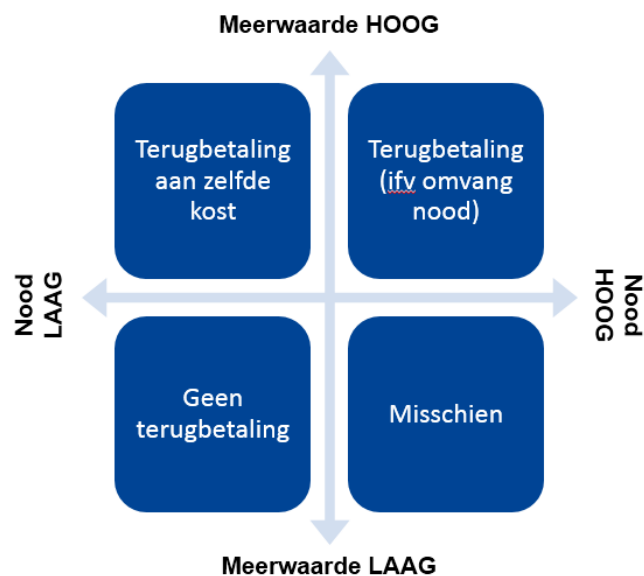 Meerwaarde HOOG
Terugbetaling
aan zelfde
kost
Terugbetaling
(ifv omvang
nood)
Nood
LAAG
Nood
HOOG
Geen
terugbetaling
Misschien
Meerwaarde LAAG